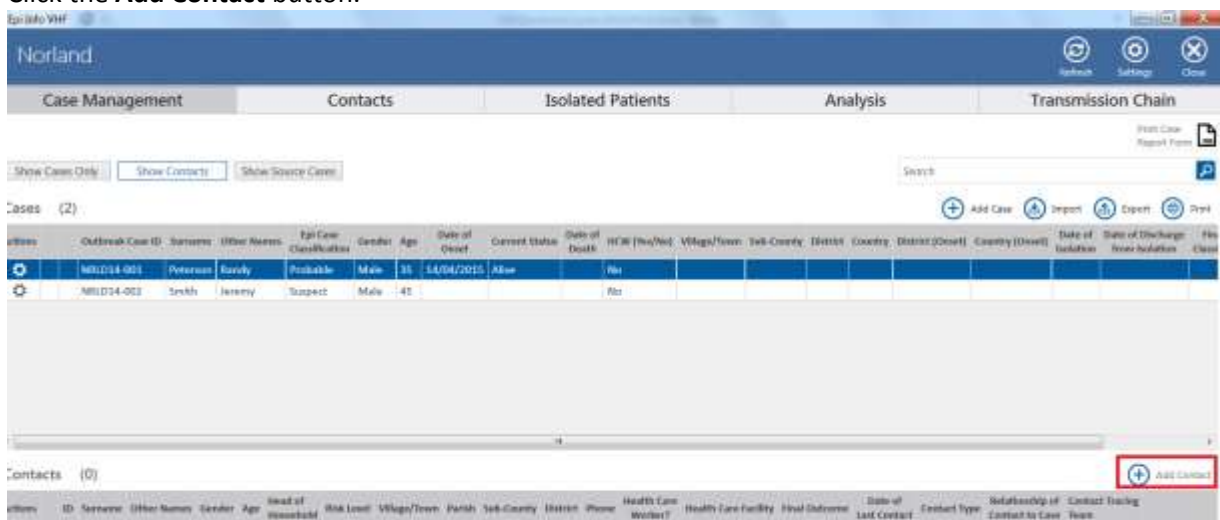 Click the Add Contact button.
Epi Info VHF
Norland
Refresh Settings Close
Case Management Contacts Isolated Patients Analysis Transmission Chain
Print Case
Report Form
Show Cases Only Show Contacts Show Source Cases Search
Cases (2) Add Case Import Export Print
Outbreak Case ID Surname Other Names Epi Case Classification Gender Age Date of Onset Current Status Date of Death HCW (Yes/No) Village/Town Sub-County District Country District (Onset) Country (Onset) Date of Isolation Date of Discharge from Isolation
NRLD14-001 Peterson Randy Probable Male 35 14/04/2015 Alive No
NRLD14-002 Smith Jeremy Suspect Male 45 No
Contacts (0) Add Contact
ID Surname Other Names Gender Age Head of Household Risk Level Village/Town Parish Sub-County District Phone Health Care Worker? Health Care Facility Final Outcome Date of Last Contact Contact Type Relationship of Contact to Case Contact Tracing Team